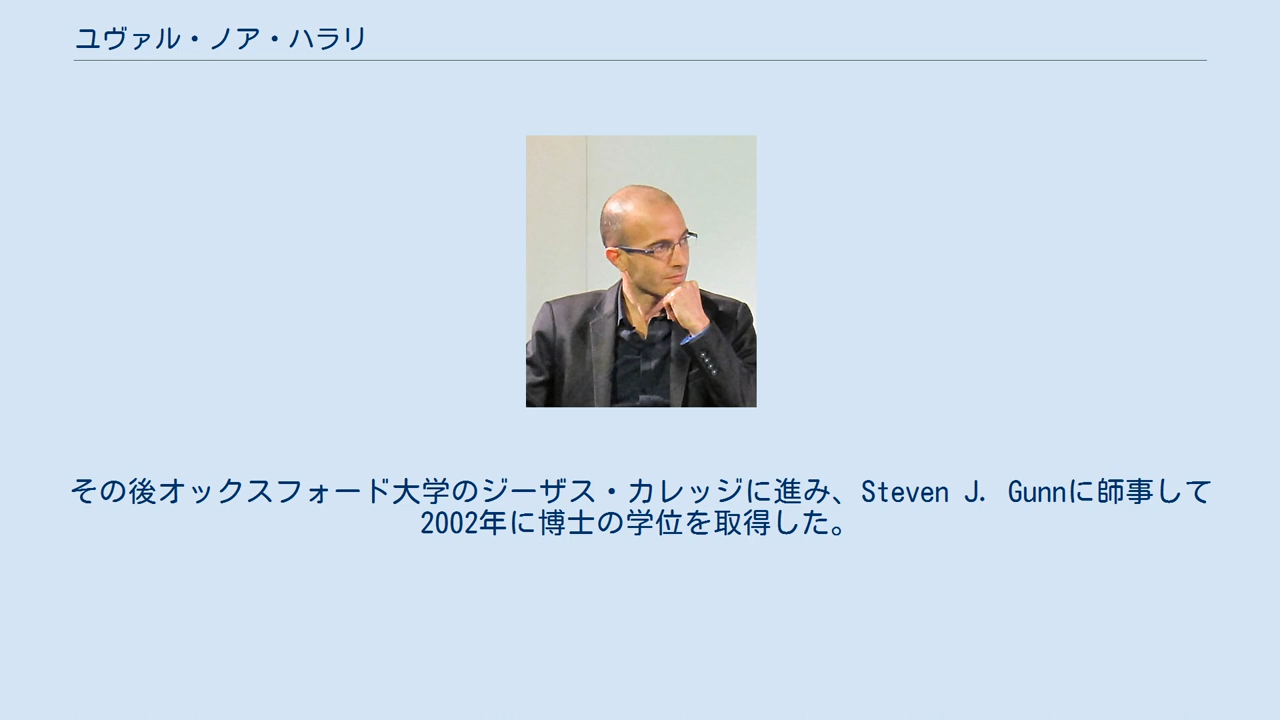 ユヴァル・ノア・ハラリ
その後オックスフォード大学のジーザス・カレッジに進み、Steven J. Gunnに師事して
2002年に博士の学位を取得した。